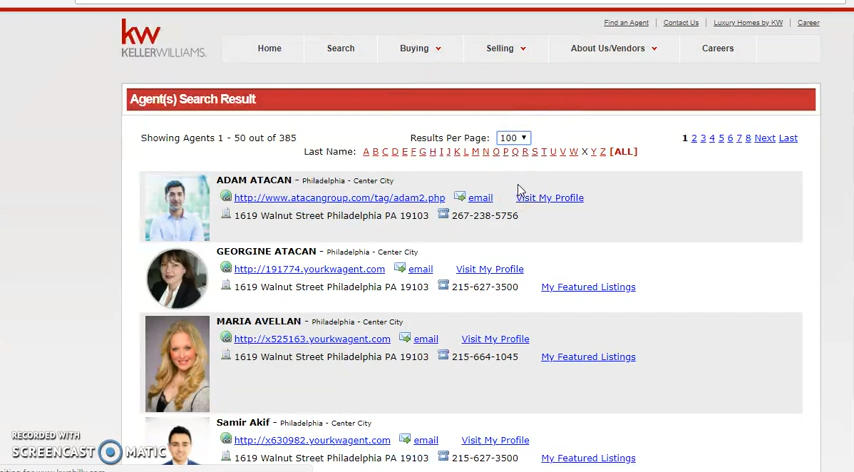 Find an Agent | Contact Us | Luxury Homes by KW | Career
kw
KELLERWILLIAMS.
Home Search Buying Selling About Us/Vendors Careers
Agent(s) Search Result
Showing Agents 1 - 50 out of 385 Results Per Page: 100 1 2 3 4 5 6 7 8 Next Last
Last Name: A B C D E F G H I J K L M N O P Q R S T U V W X Y Z [ALL]
ADAM ATACAN - Philadelphia - Center City
http://www.atacangroup.com/tag/adam2.php email Visit My Profile
1619 Walnut Street Philadelphia PA 19103 267-238-5756
GEORGINE ATACAN - Philadelphia - Center City
http://191774.yourkwagent.com email Visit My Profile
1619 Walnut Street Philadelphia PA 19103 215-627-3500 My Featured Listings
MARIA AVELLAN - Philadelphia - Center City
http://x525163.yourkwagent.com email Visit My Profile
1619 Walnut Street Philadelphia PA 19103 215-664-1045 My Featured Listings
Samir Akif - Philadelphia - Center City
http://x630982.yourkwagent.com email Visit My Profile
1619 Walnut Street Philadelphia PA 19103 215-627-3500 My Featured Listings
RECORDED WITH
SCREENCAST MATIC